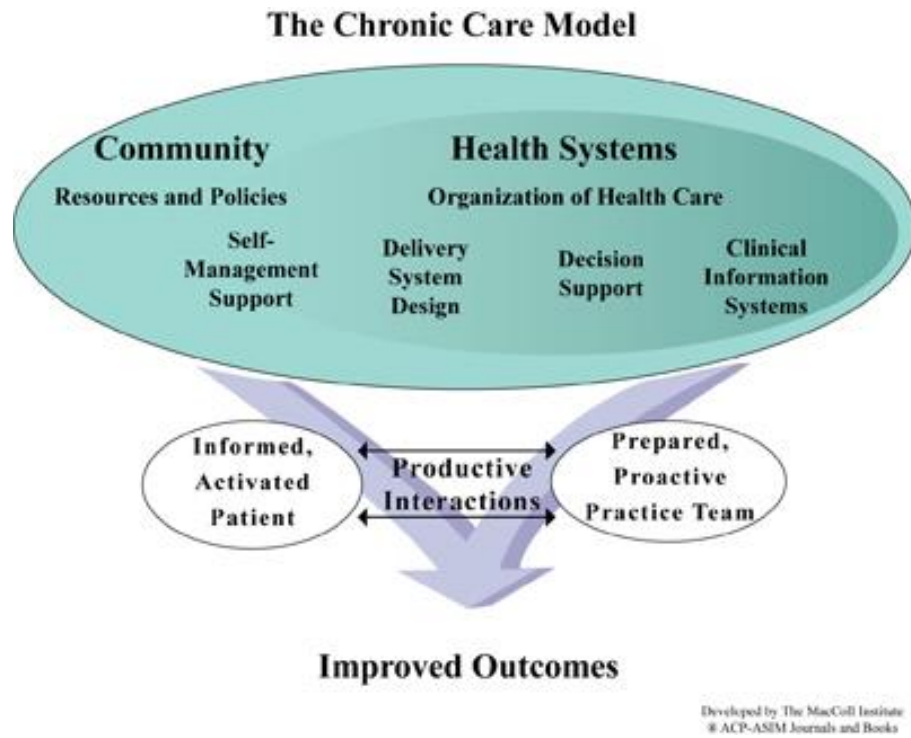 The Chronic Care Model
Community
Resources and Policies
Health Systems
Organization of Health Care
Self-
Management
Support
Delivery
System
Design
Decision
Support
Clinical
Information
Systems
Informed,
Activated
Patient
Productive
Interactions
Prepared,
Proactive
Practice Team
Improved Outcomes
Developed by The MacColl Institute
® ACP-ASIM Journals and Books